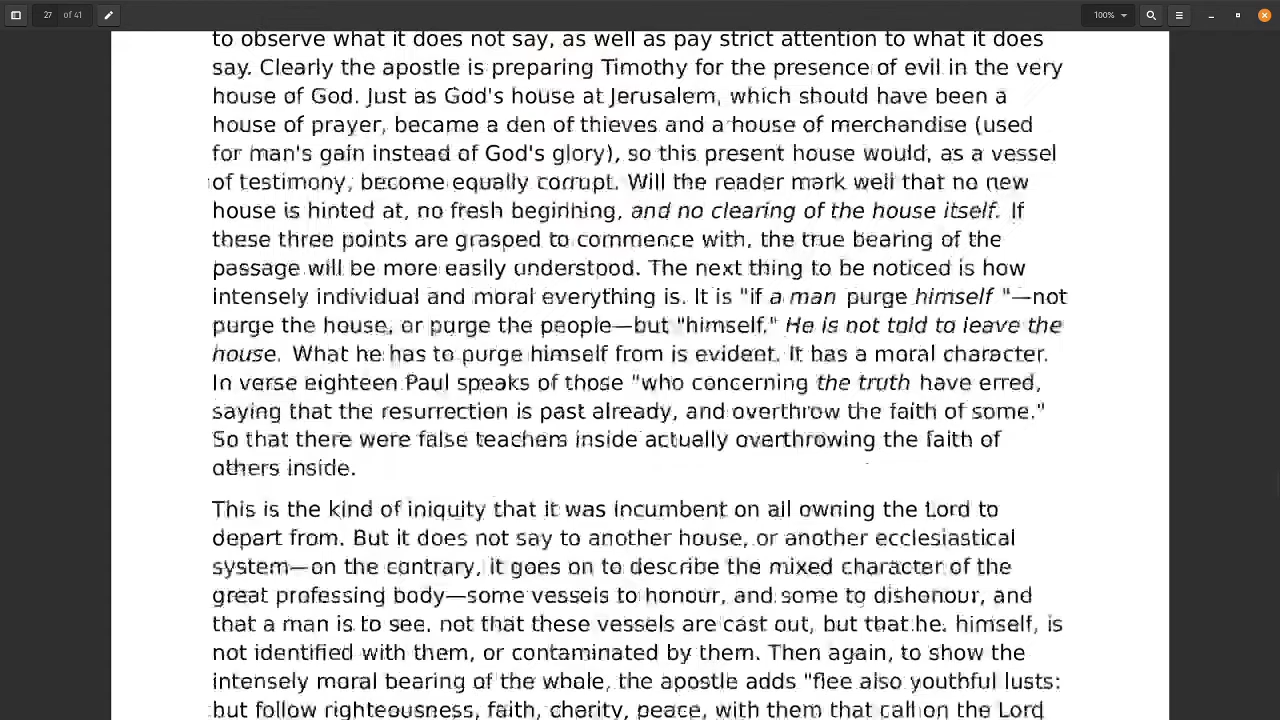 27 of 41
100%
to observe what it does not say, as well as pay strict attention to what it does
say. Clearly the apostle is preparing Timothy for the presence of evil in the very
house of God. Just as God's house at Jerusalem, which should have been a
house of prayer, became a den of thieves and a house of merchandise (used
for man's gain instead of God's glory), so this present house would, as a vessel
of testimony, become equally corrupt. Will the reader mark well that no new
house is hinted at, no fresh beginning, and no clearing of the house itself. If
these three points are grasped to commence with, the true bearing of the
passage will be more easily understood. The next thing to be noticed is how
intensely individual and moral everything is. It is "if a man purge himself "—not
purge the house, or purge the people—but "himself." He is not told to leave the
house. What he has to purge himself from is evident. It has a moral character.
In verse eighteen Paul speaks of those "who concerning the truth have erred,
saying that the resurrection is past already, and overthrow the faith of some."
So that there were false teachers inside actually overthrowing the faith of
others inside.
This is the kind of iniquity that it was incumbent on all owning the Lord to
depart from. But it does not say to another house, or another ecclesiastical
system—on the contrary, it goes on to describe the mixed character of the
great professing body—some vessels to honour, and some to dishonour, and
that a man is to see, not that these vessels are cast out, but that he, himself, is
not identified with them, or contaminated by them. Then again, to show the
intensely moral bearing of the whole, the apostle adds "flee also youthful lusts:
but follow righteousness, faith, charity, peace, with them that call on the Lord